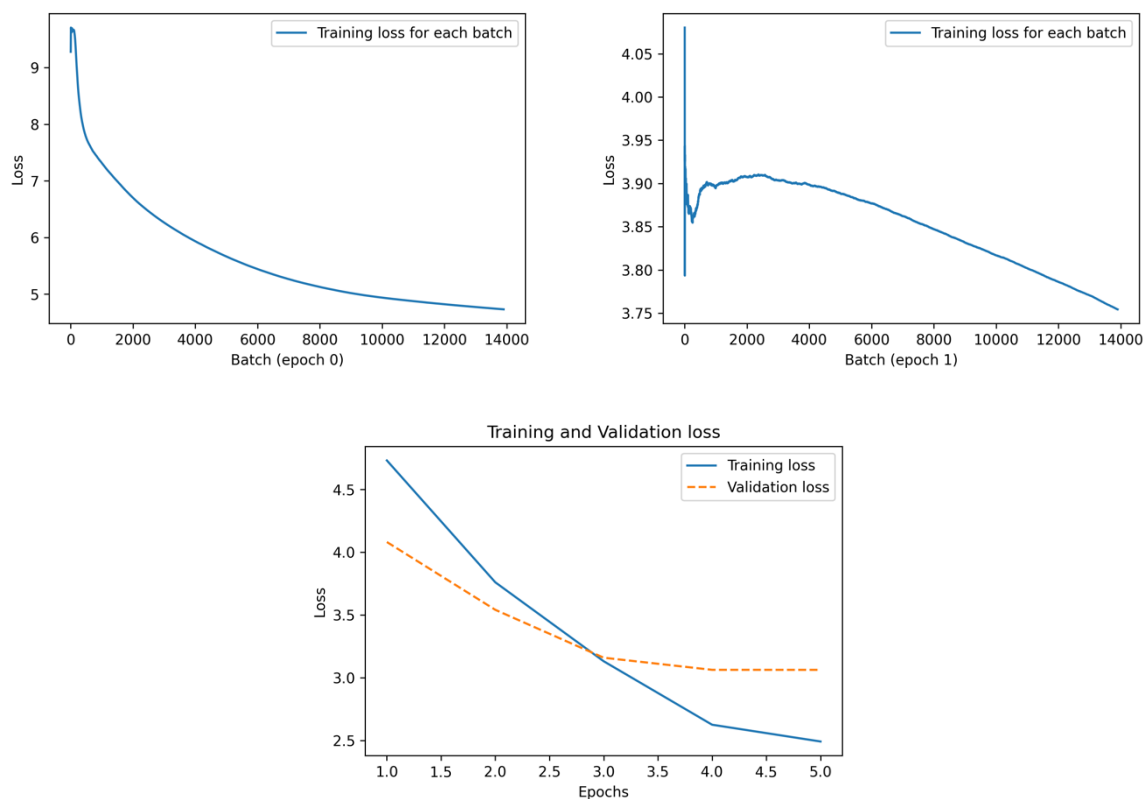 Training loss for each batch
9
8
7
6
5
Loss
0 2000 4000 6000 8000 10000 12000 14000
Batch (epoch 0)
Training loss for each batch
4.05
4.00
3.95
3.90
3.85
3.80
3.75
Loss
0 2000 4000 6000 8000 10000 12000 14000
Batch (epoch 1)
Training and Validation loss
Training loss
Validation loss
4.5
4.0
3.5
3.0
2.5
Loss
1.0 1.5 2.0 2.5 3.0 3.5 4.0 4.5 5.0
Epochs